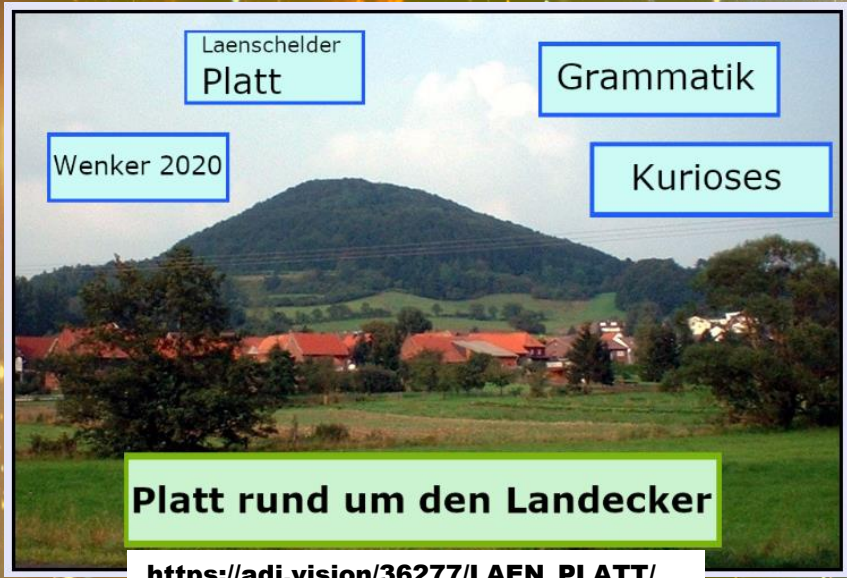 Laenschelder
Platt
Grammatik
Wenker 2020
Kurioses
Platt rund um den Landecker
https://adi.vision/36277/LAEN_PLATT/